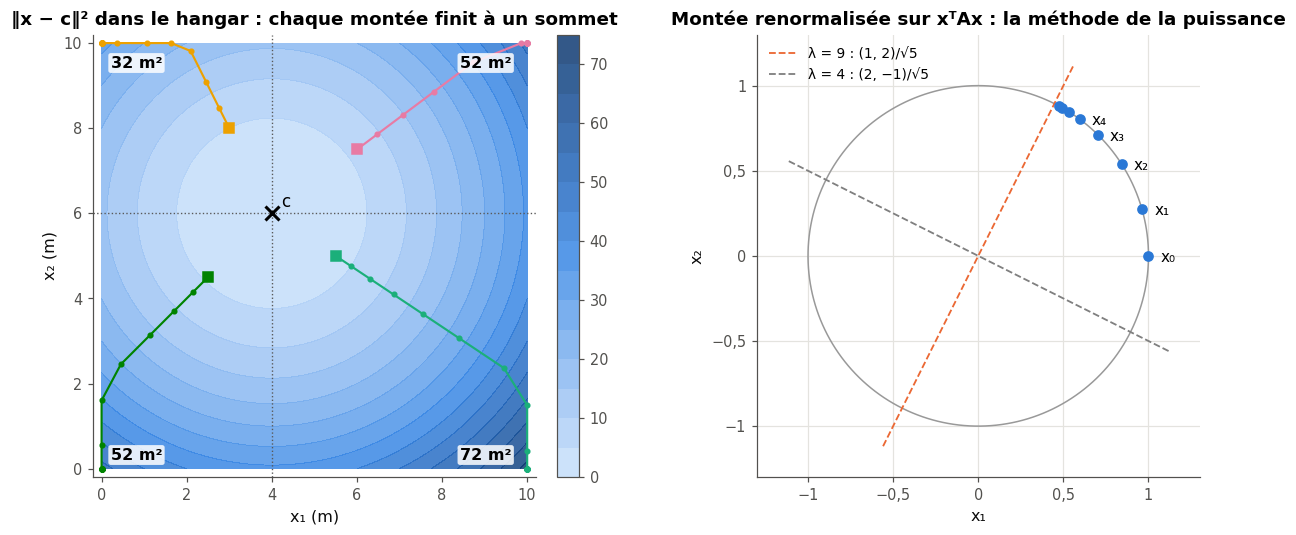 ‖x − c‖² dans le hangar : chaque montée finit à un sommet
10
8
6
4
2
0
x₂ (m)
32 m²
52 m²
c
52 m²
72 m²
0
2
4
6
8
10
x₁ (m)
70
60
50
40
30
20
10
0
Montée renormalisée sur xᵀAx : la méthode de la puissance
λ = 9 : (1, 2)/√5
λ = 4 : (2, −1)/√5
1
0,5
0
−0,5
−1
x₂
x₄
x₃
x₂
x₁
x₀
−1
−0,5
0
0,5
1
x₁